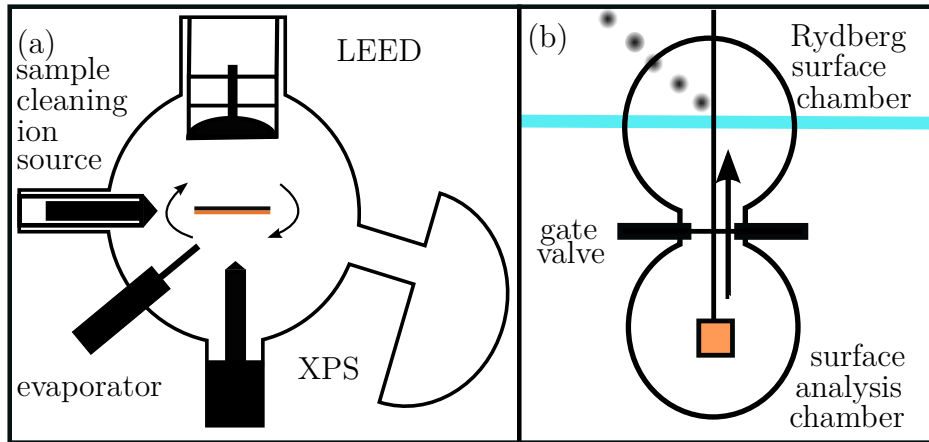 (a)
LEED
sample
cleaning
ion
source
evaporator
XPS
(b)
Rydberg
surface
chamber
gate
valve
surface
analysis
chamber